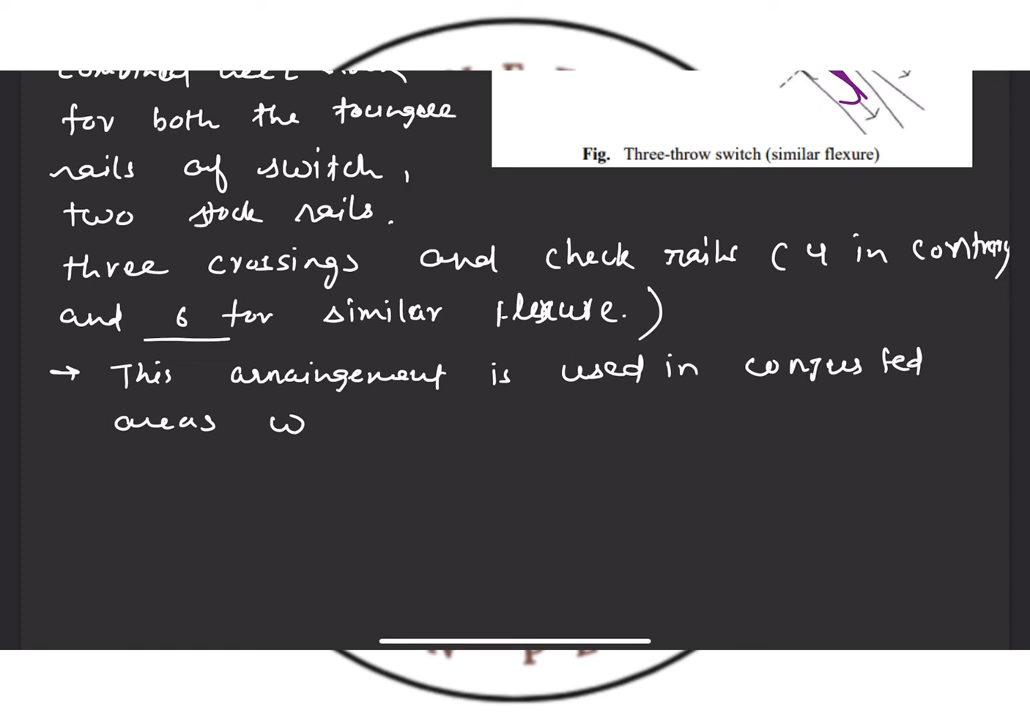 for both the toungee
Fig. Three-throw switch (similar flexure)
rails of switch,
two stock rails.
three crossings and check rails ( 4 in contrary
and 6 for similar flexure. )
→ This arraingement is used in conjusted
areas w